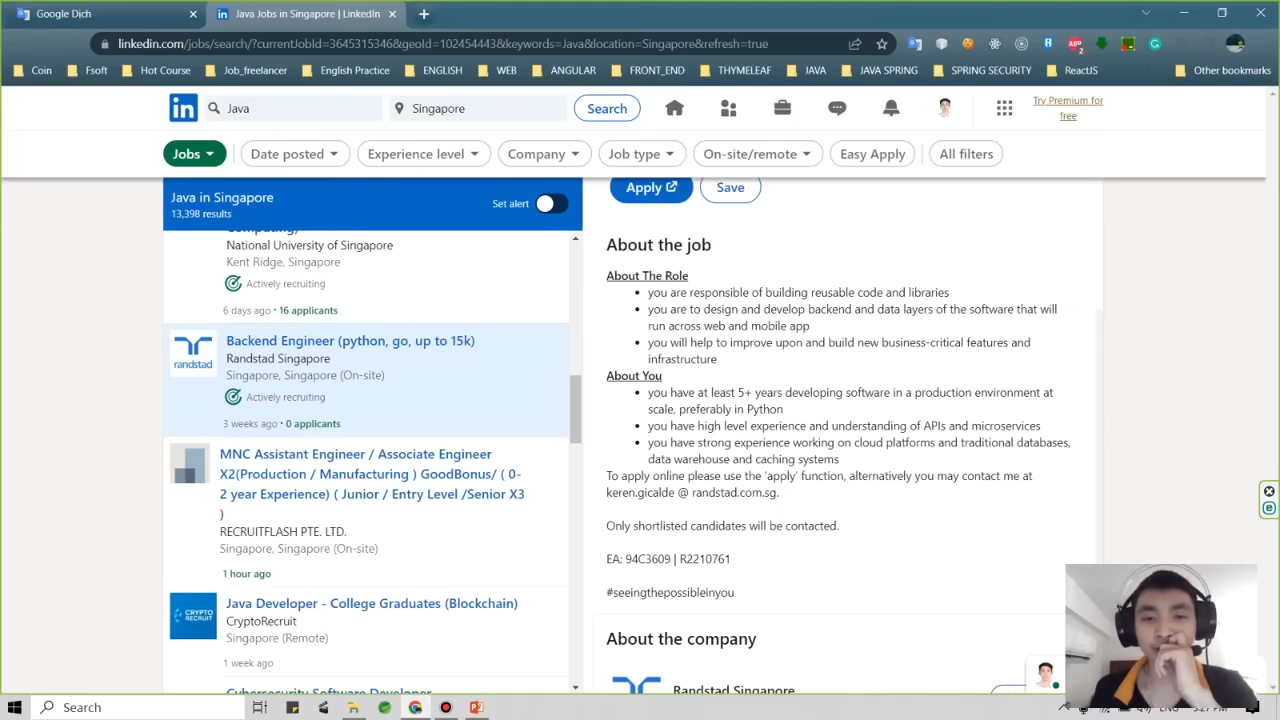 Google Dịch
Java Jobs in Singapore | LinkedIn
linkedin.com/jobs/search/?currentJobId=3645315346&geoId=102454443&keywords=Java&location=Singapore&refresh=true
Coin
Fsoft
Hot Course
Job_freelancer
English Practice
ENGLISH
WEB
ANGULAR
FRONT_END
THYMELEAF
JAVA
JAVA SPRING
SPRING SECURITY
ReactJS
Other bookmarks
in
Java
Singapore
Search
Try Premium for
free
Jobs
Date posted
Experience level
Company
Job type
On-site/remote
Easy Apply
All filters
Java in Singapore
13,398 results
Set alert
Computing)
National University of Singapore
Kent Ridge, Singapore
Actively recruiting
6 days ago • 16 applicants
randstad
Backend Engineer (python, go, up to 15k)
Randstad Singapore
Singapore, Singapore (On-site)
Actively recruiting
3 weeks ago • 0 applicants
MNC Assistant Engineer / Associate Engineer
X2(Production / Manufacturing ) GoodBonus/ ( 0-
2 year Experience) ( Junior / Entry Level /Senior X3
)
RECRUITFLASH PTE. LTD.
Singapore, Singapore (On-site)
1 hour ago
CRYPTO
RECRUIT
Java Developer - College Graduates (Blockchain)
CryptoRecruit
Singapore (Remote)
1 week ago
Cybersecurity Software Developer
Apply
Save
About the job
About The Role
• you are responsible of building reusable code and libraries
• you are to design and develop backend and data layers of the software that will
run across web and mobile app
• you will help to improve upon and build new business-critical features and
infrastructure
About You
• you have at least 5+ years developing software in a production environment at
scale, preferably in Python
• you have high level experience and understanding of APIs and microservices
• you have strong experience working on cloud platforms and traditional databases,
data warehouse and caching systems
To apply online please use the 'apply' function, alternatively you may contact me at
keren.gicalde @ randstad.com.sg.
Only shortlisted candidates will be contacted.
EA: 94C3609 | R2210761
#seeingthepossibleinyou
About the company
Randstad Singapore
Search